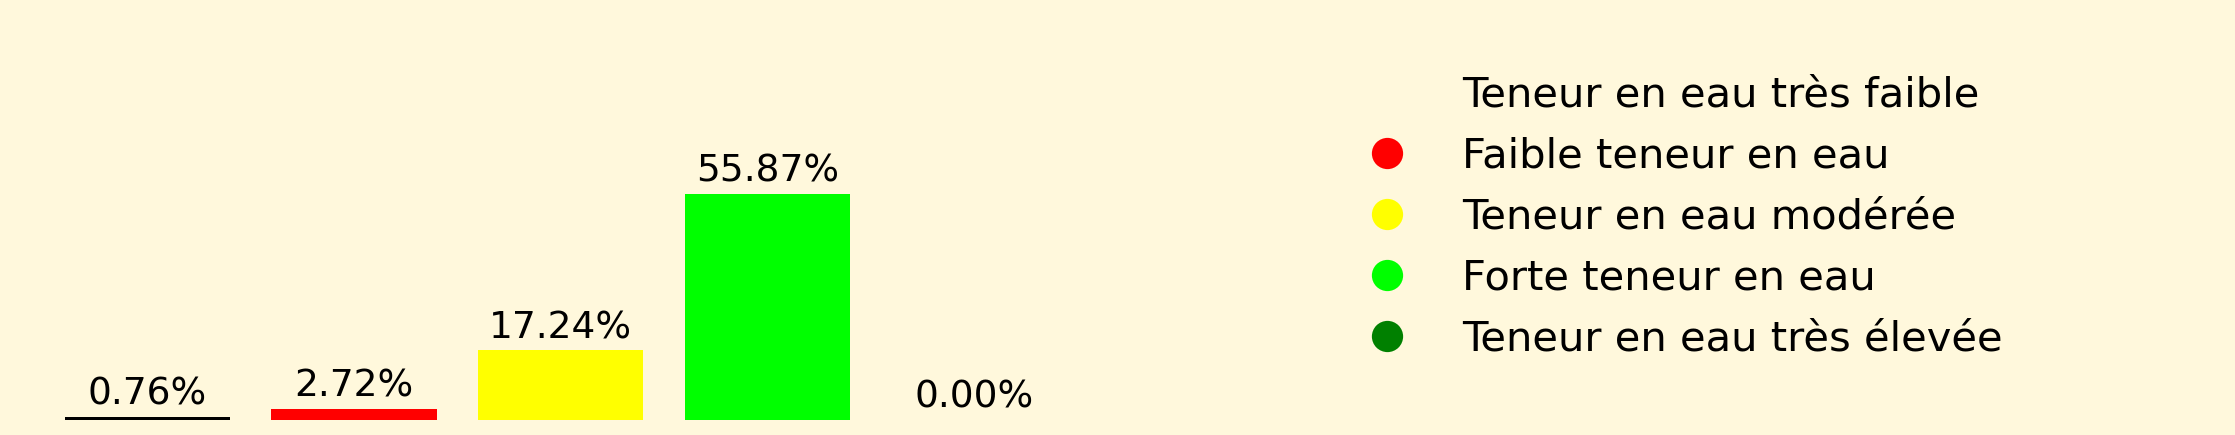 0.76%
2.72%
17.24%
55.87%
0.00%
Teneur en eau très faible
Faible teneur en eau
Teneur en eau modérée
Forte teneur en eau
Teneur en eau très élevée